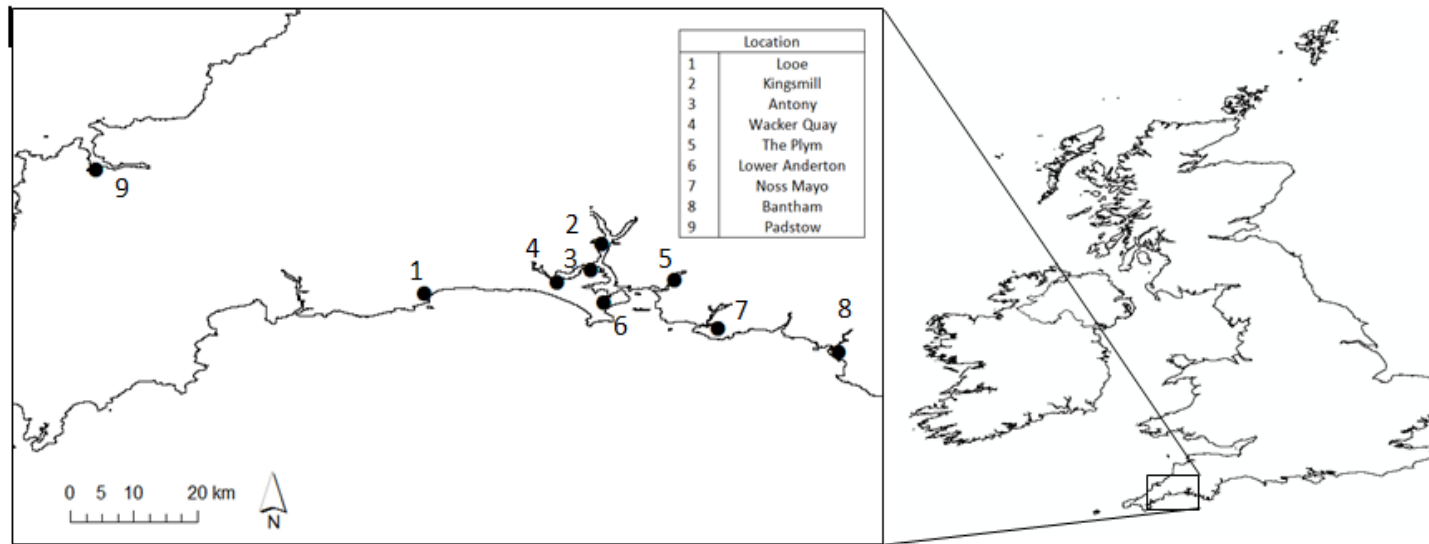 Location
1 Looe
2 Kingsmill
3 Antony
4 Wacker Quay
5 The Plym
6 Lower Anderton
7 Noss Mayo
8 Bantham
9 Padstow
9
2
4
3
5
1
6
7
8
0 5 10 20 km
N